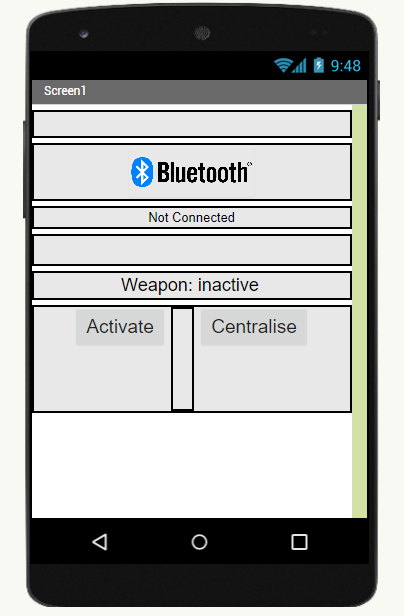 9:48
Screen1
Bluetooth®
Not Connected
Weapon: inactive
Activate
Centralise